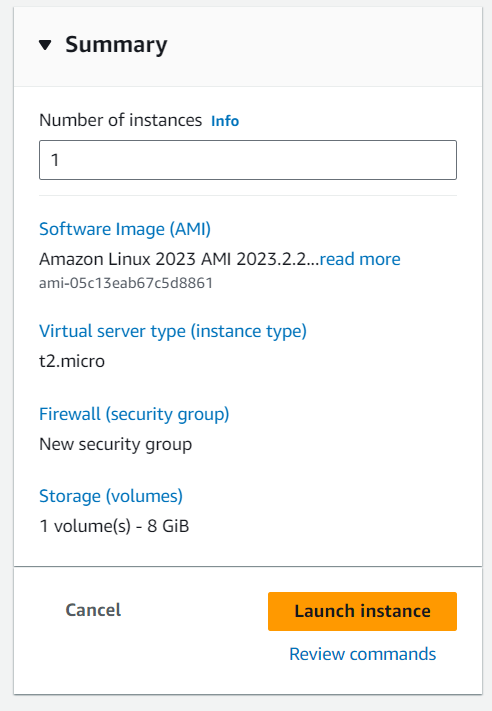 Summary
Number of instances Info
1
Software Image (AMI)
Amazon Linux 2023 AMI 2023.2.2...read more
ami-05c13eab67c5d8861
Virtual server type (instance type)
t2.micro
Firewall (security group)
New security group
Storage (volumes)
1 volume(s) - 8 GiB
Cancel Launch instance
Review commands